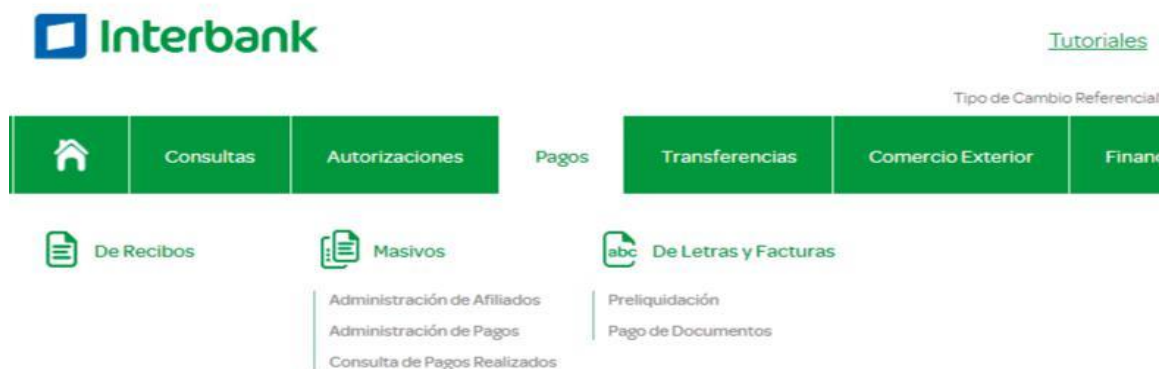 Interbank
Tutoriales
Tipo de Cambio Referencial
Consultas Autorizaciones Pagos Transferencias Comercio Exterior
De Recibos Masivos abc De Letras y Facturas
Administración de Afiliados Preliquidación
Administración de Pagos Pago de Documentos
Consulta de Pagos Realizados